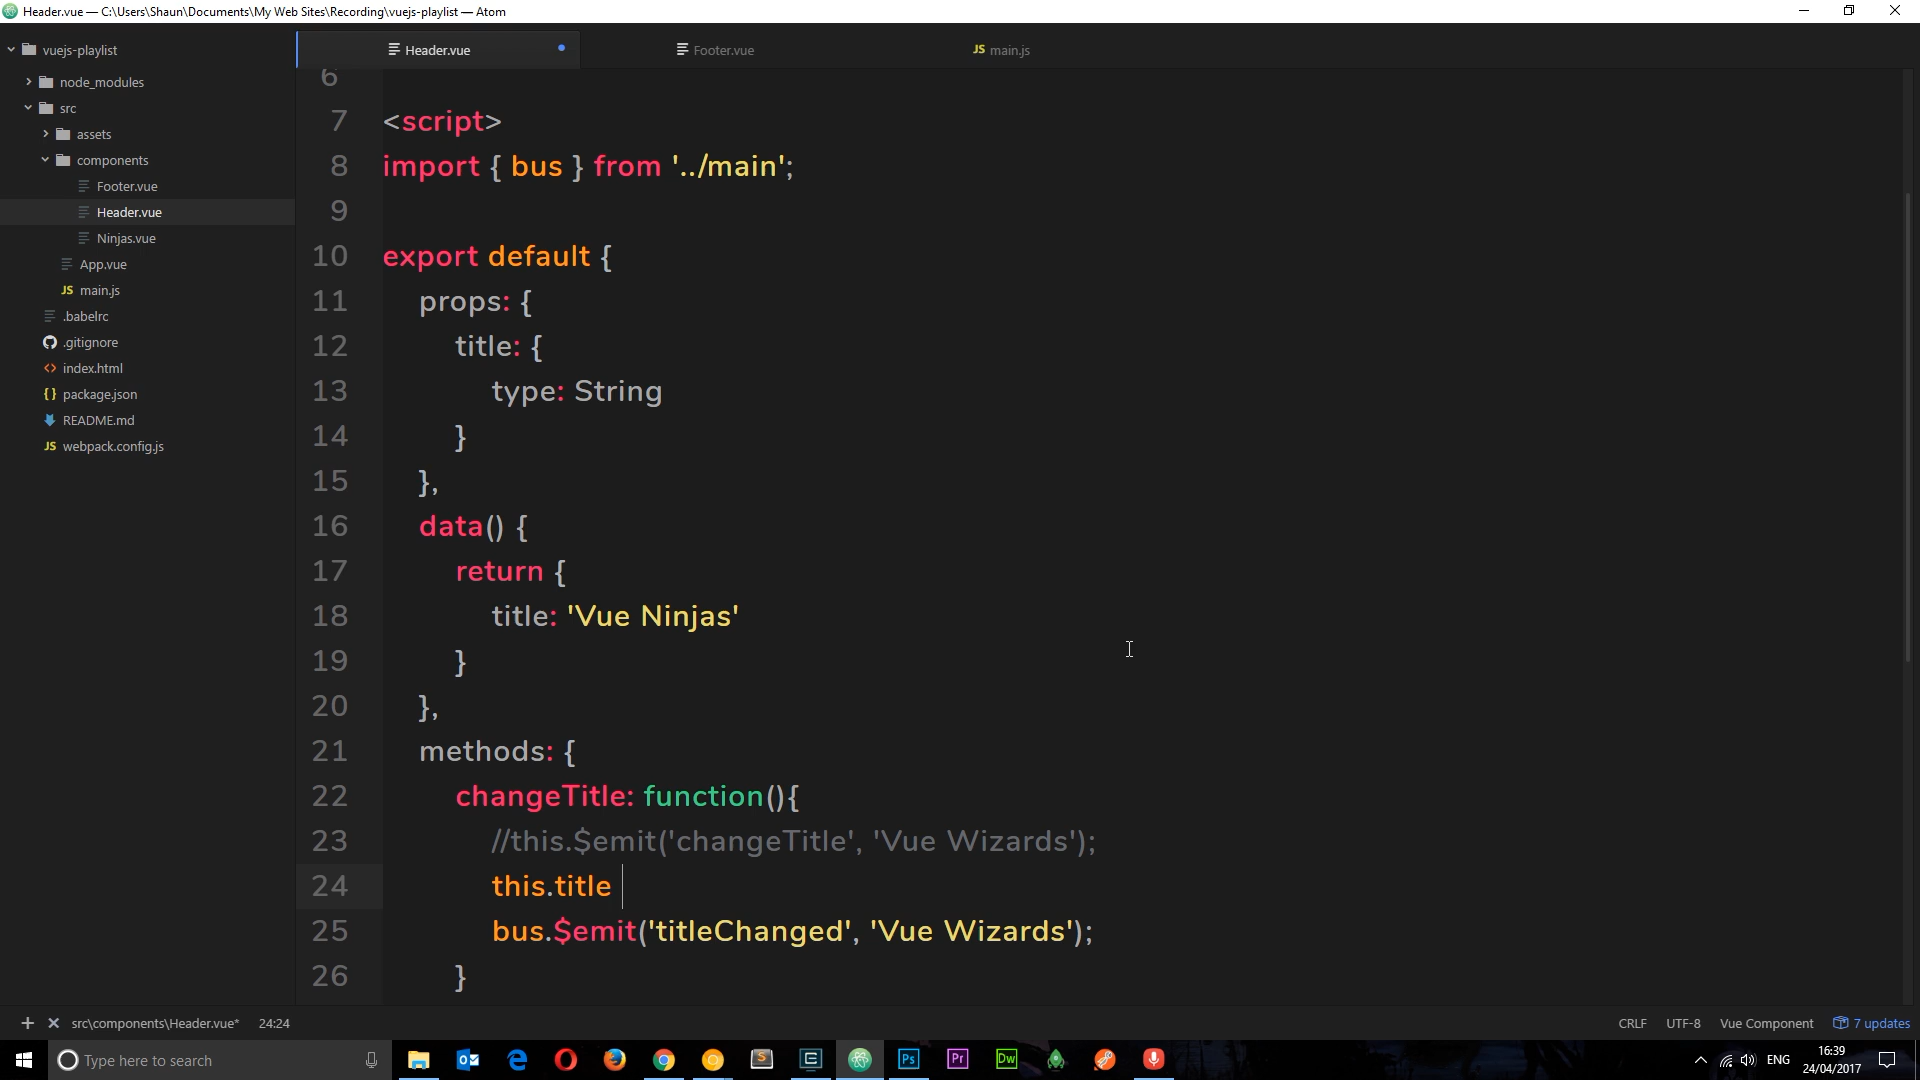 Header.vue — C:\Users\Shaun\Documents\My Web Sites\Recording\vuejs-playlist — Atom
vuejs-playlist
node_modules
src
assets
components
Footer.vue
Header.vue
Ninjas.vue
App.vue
JS main.js
.babelrc
.gitignore
<> index.html
{} package.json
README.md
JS webpack.config.js
Header.vue
Footer.vue
JS main.js
6
7 <script>
8 import { bus } from '../main';
9
10 export default {
11 props: {
12 title: {
13 type: String
14 }
15 },
16 data() {
17 return {
18 title: 'Vue Ninjas'
19 }
20 },
21 methods: {
22 changeTitle: function(){
23 //this.$emit('changeTitle', 'Vue Wizards');
24 this.title
25 bus.$emit('titleChanged', 'Vue Wizards');
26 }
src\components\Header.vue* 24:24
CRLF UTF-8 Vue Component 7 updates
Type here to search
Ps
Pr
Dw
ENG
16:39
24/04/2017